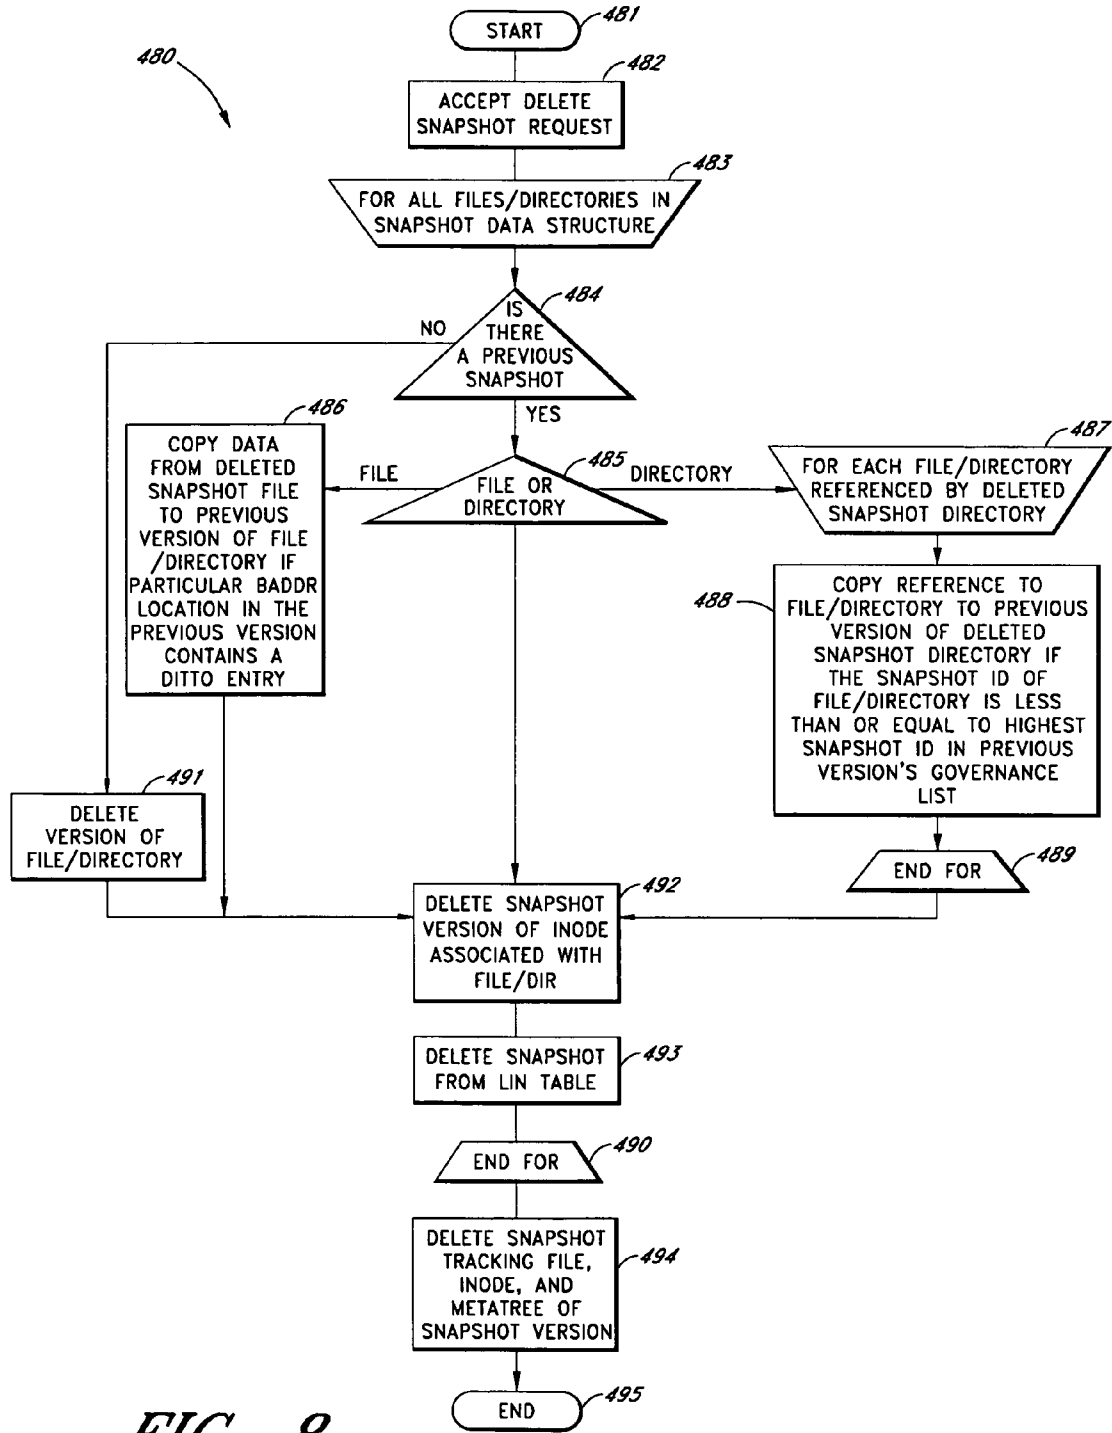 START
481
480
482
ACCEPT DELETE
SNAPSHOT REQUEST
483
FOR ALL FILES/DIRECTORIES IN
SNAPSHOT DATA STRUCTURE
484
IS
THERE
A PREVIOUS
SNAPSHOT
NO
YES
486
COPY DATA
FROM DELETED
SNAPSHOT FILE
TO PREVIOUS
VERSION OF FILE
/DIRECTORY IF
PARTICULAR BADDR
LOCATION IN THE
PREVIOUS VERSION
CONTAINS A
DITTO ENTRY
FILE
485
FILE OR
DIRECTORY
DIRECTORY
487
FOR EACH FILE/DIRECTORY
REFERENCED BY DELETED
SNAPSHOT DIRECTORY
488
COPY REFERENCE TO
FILE/DIRECTORY TO PREVIOUS
VERSION OF DELETED
SNAPSHOT DIRECTORY IF
THE SNAPSHOT ID OF
FILE/DIRECTORY IS LESS
THAN OR EQUAL TO HIGHEST
SNAPSHOT ID IN PREVIOUS
VERSION'S GOVERNANCE
LIST
491
DELETE
VERSION OF
FILE/DIRECTORY
END FOR
489
492
DELETE SNAPSHOT
VERSION OF INODE
ASSOCIATED WITH
FILE/DIR
DELETE SNAPSHOT
FROM LIN TABLE
493
END FOR
490
DELETE SNAPSHOT
TRACKING FILE,
INODE, AND
METATREE OF
SNAPSHOT VERSION
494
END
495
FIG. 8